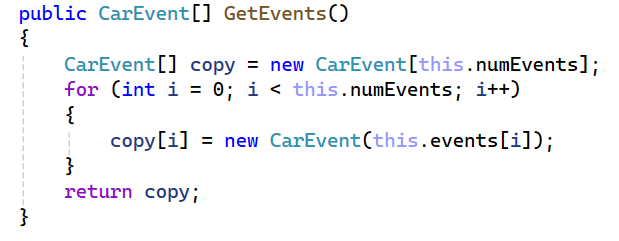 public CarEvent[] GetEvents()
{
    CarEvent[] copy = new CarEvent[this.numEvents];
    for (int i = 0; i < this.numEvents; i++)
    {
        copy[i] = new CarEvent(this.events[i]);
    }
    return copy;
}